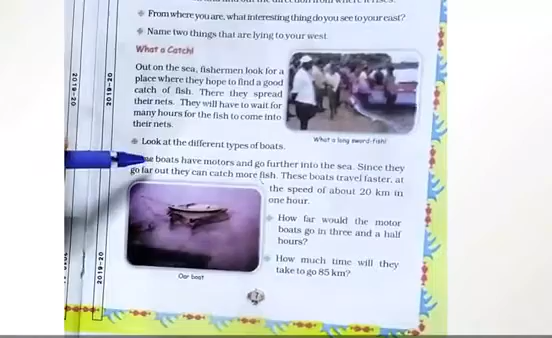 From where you are, what interesting thing do you see to your east?
Name two things that are lying to your west.
What a Catch!
Out on the sea, fishermen look for a
place where they hope to find a good
catch of fish. There they spread
their nets. They will have to wait for
many hours for the fish to come into
their nets.
What a long sword-fish!
Look at the different types of boats.
boats have motors and go further into the sea. Since they
go far out they can catch more fish. These boats travel faster, at
the speed of about 20 km in
one hour.
How far would the motor
boats go in three and a half
hours?
How much time will they
take to go 85 km?
Oar boat
7
2019-20
2019-20
2019-20